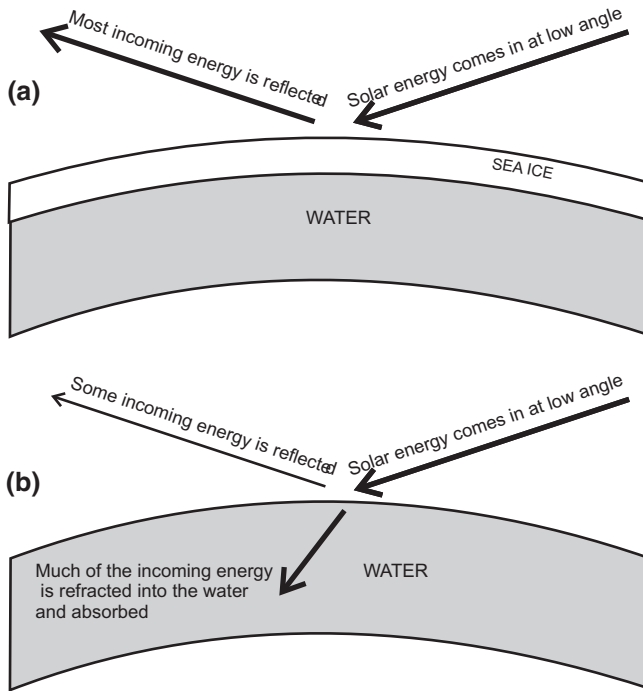 Most incoming energy is reflected
Solar energy comes in at low angle
(a)
SEA ICE
WATER
Some incoming energy is reflected
Solar energy comes in at low angle
(b)
Much of the incoming energy
is refracted into the water
and absorbed
WATER